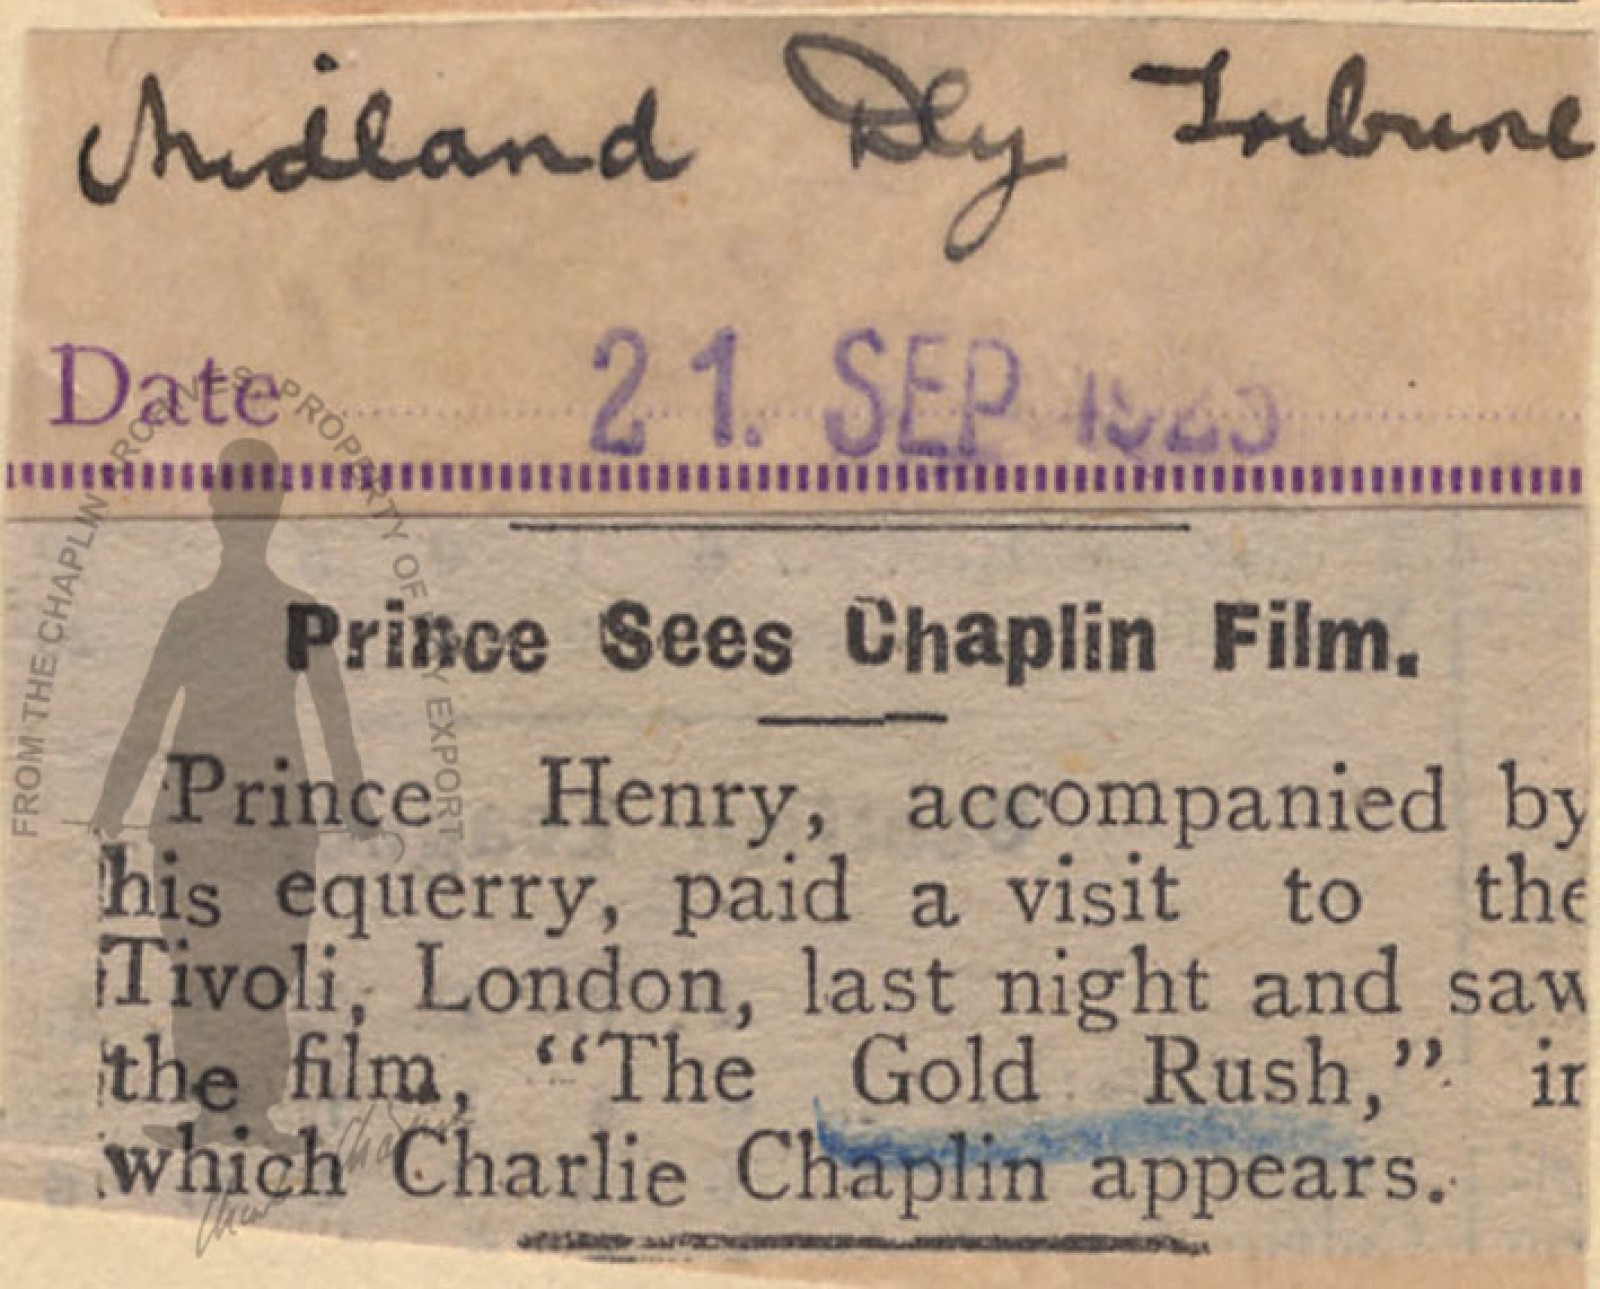 Midland Dly Tribune
Date 21. SEP 1925
Prince Sees Chaplin Film.
Prince Henry, accompanied by
his equerry, paid a visit to the
Tivoli, London, last night and saw
the film, “The Gold Rush,” in
which Charlie Chaplin appears.
FROM THE CHAPLIN ARCHIVES. PROPERTY OF ROY EXPORT